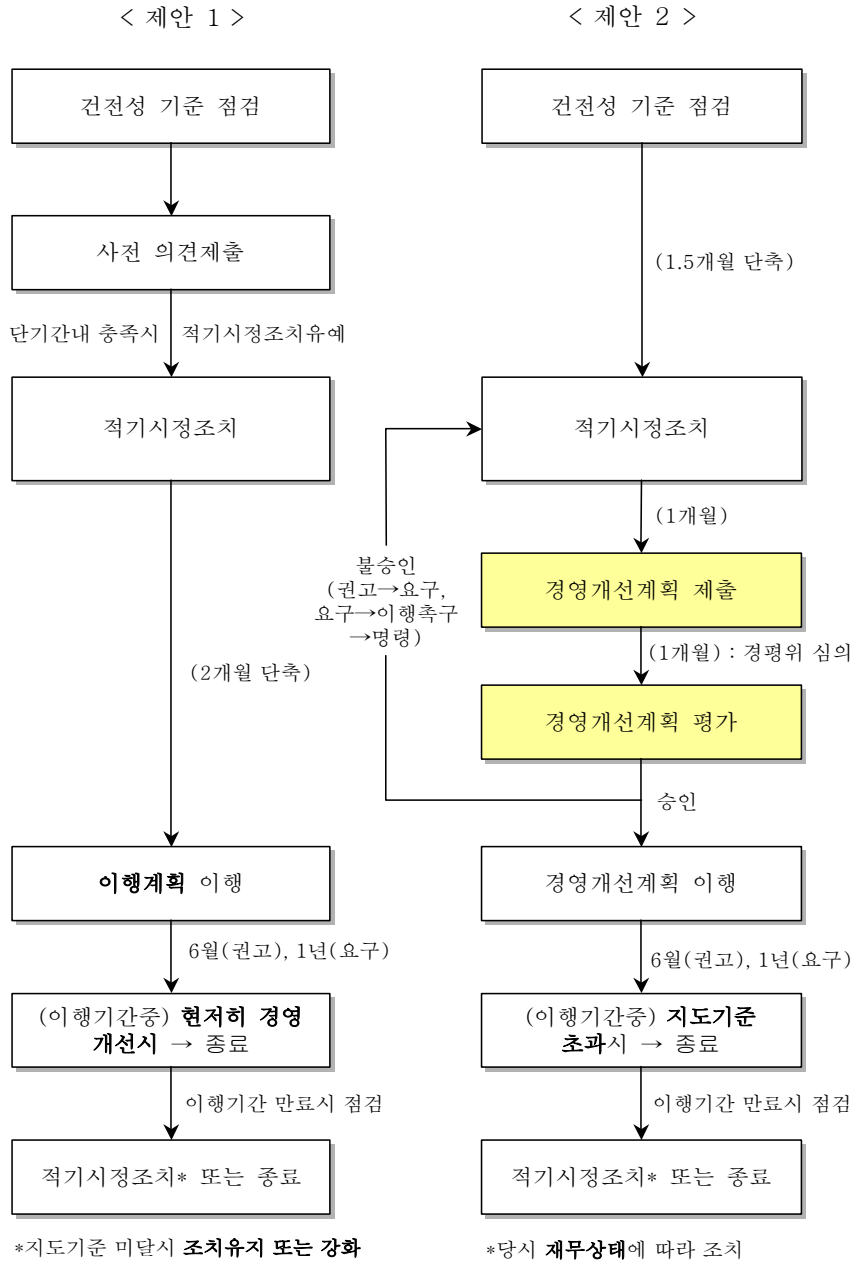 < 제안 1 >
건전성 기준 점검
사전 의견제출
단기간내 충족시
적기시정조치유예
적기시정조치
(2개월 단축)
이행계획 이행
6월(권고), 1년(요구)
(이행기간중) 현저히 경영
개선시 → 종료
이행기간 만료시 점검
적기시정조치* 또는 종료
*지도기준 미달시 조치유지 또는 강화
< 제안 2 >
건전성 기준 점검
(1.5개월 단축)
적기시정조치
(1개월)
경영개선계획 제출
(1개월) : 경평위 심의
경영개선계획 평가
불승인
(권고→요구,
요구→이행촉구
→명령)
승인
경영개선계획 이행
6월(권고), 1년(요구)
(이행기간중) 지도기준
초과시 → 종료
이행기간 만료시 점검
적기시정조치* 또는 종료
*당시 재무상태에 따라 조치